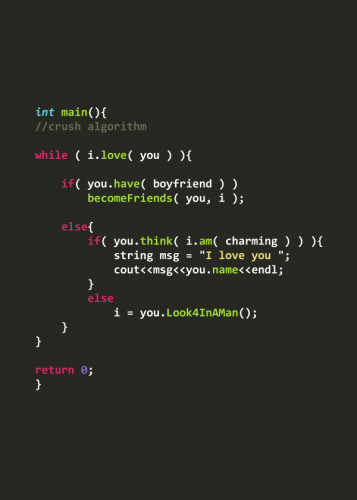 int main(){
//crush algorithm
while ( i.love( you ) ){
if( you.have( boyfriend ) )
becomeFriends( you, i );
else{
if( you.think( i.am( charming ) ) ){
string msg = "I love you ";
cout<<msg<<you.name<<endl;
}
else
i = you.Look4InAMan();
}
}
return 0;
}